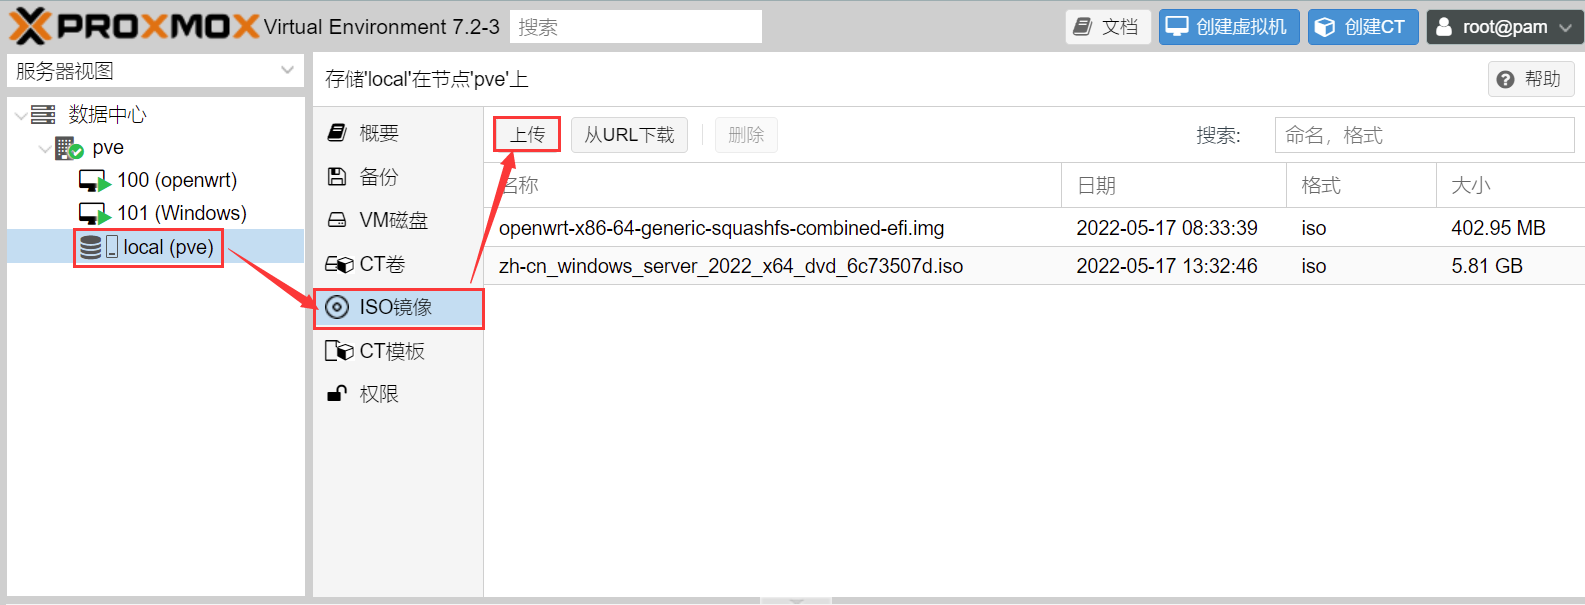 PROXMOX Virtual Environment 7.2-3 搜索 文档 创建虚拟机 创建CT root@pam
服务器视图
存储'local'在节点'pve'上 帮助
数据中心
pve
100 (openwrt)
101 (Windows)
local (pve)
概要
备份
VM磁盘
CT卷
ISO镜像
CT模板
权限
上传 从URL下载 删除 搜索: 命名，格式
名称 日期 格式 大小
openwrt-x86-64-generic-squashfs-combined-efi.img 2022-05-17 08:33:39 iso 402.95 MB
zh-cn_windows_server_2022_x64_dvd_6c73507d.iso 2022-05-17 13:32:46 iso 5.81 GB